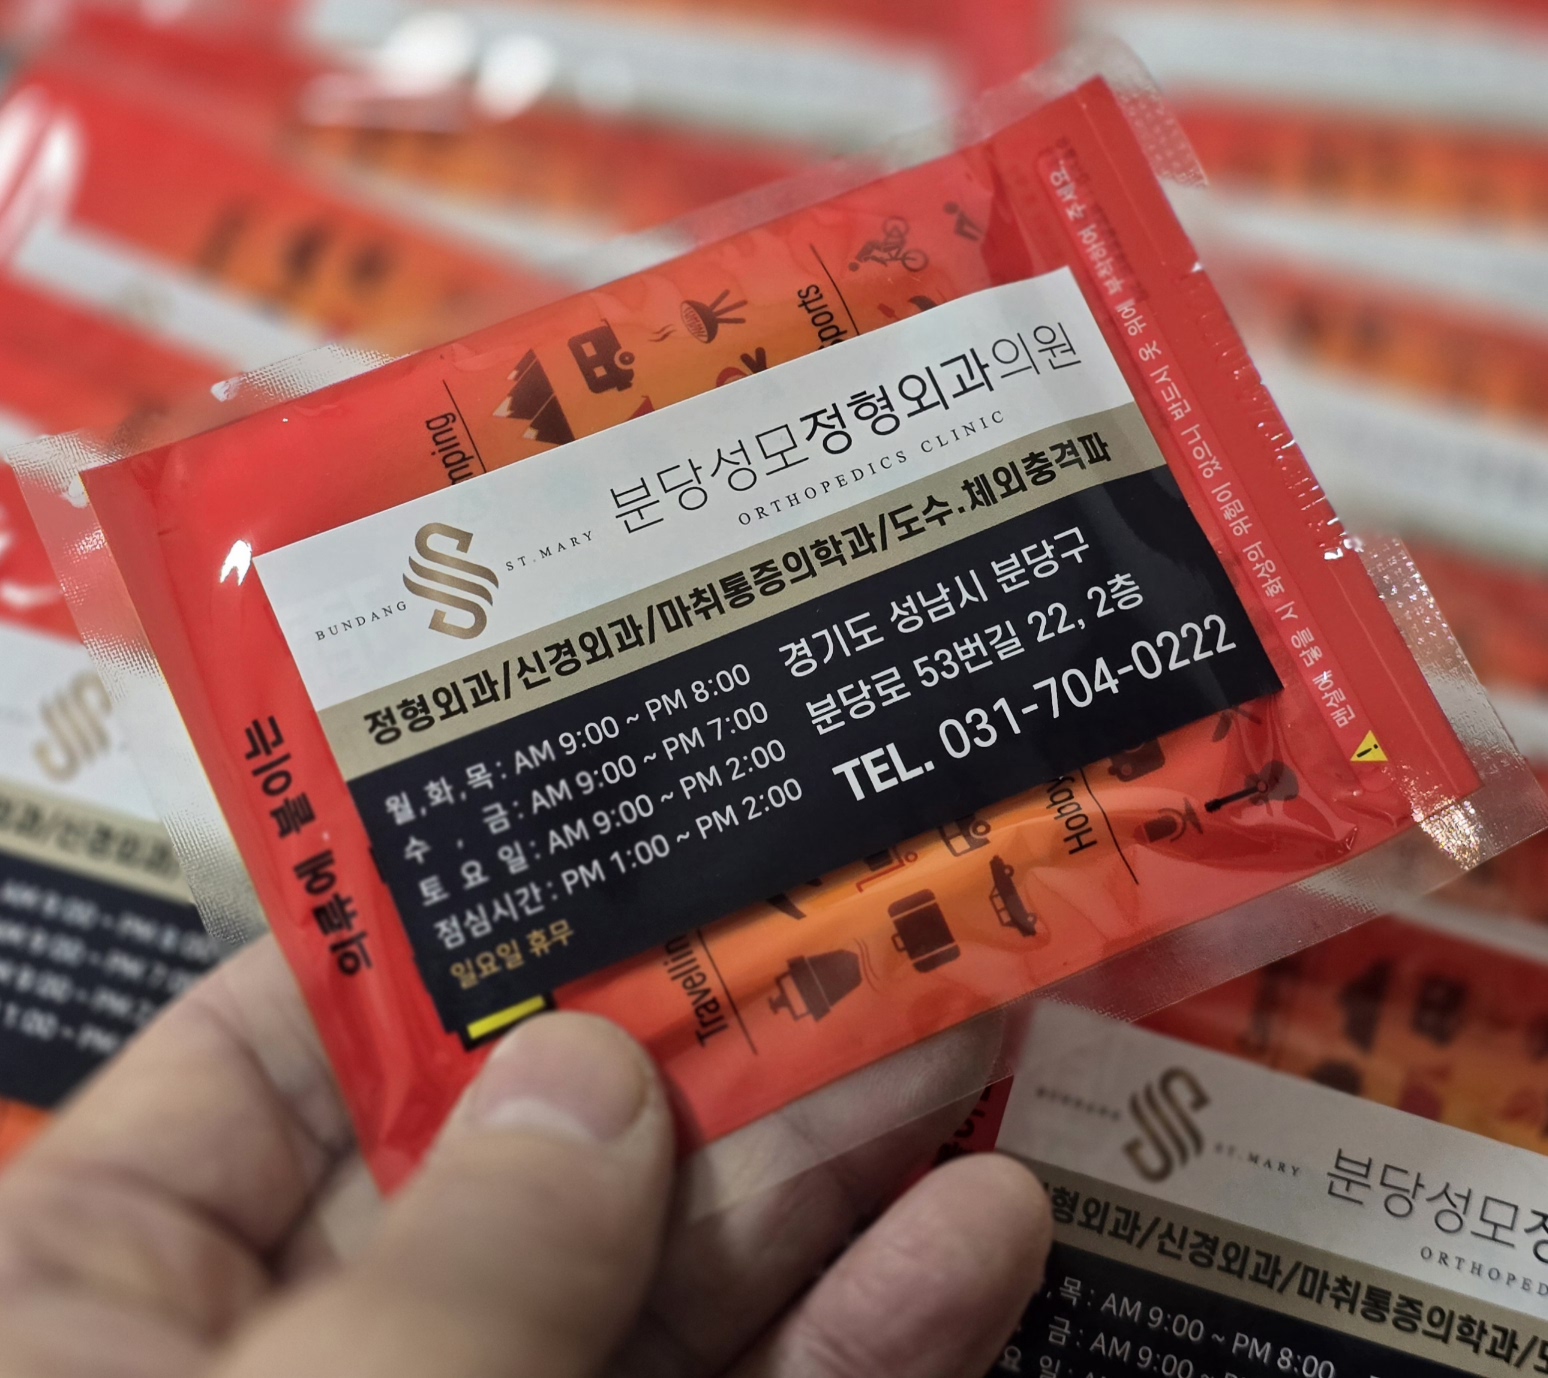 분당성모정형외과의원
BUNDANG ST.MARY ORTHOPEDICS CLINIC
정형외과/신경외과/마취통증의학과/도수.체외충격파
월,화,목: AM 9:00 ~ PM 8:00
수 , 금: AM 9:00 ~ PM 7:00
토 요 일: AM 9:00 ~ PM 2:00
점심시간: PM 1:00 ~ PM 2:00
일요일 휴무
경기도 성남시 분당구
분당로 53번길 22, 2층
TEL. 031-704-0222
mping
ports
Travellin
Hobby
붙이는
ST.MARY
분당성모정
ORTHOPED
형외과/신경외과/마취통증의학과/도
, 목: AM 9:00 ~ PM 8:00
금: AM 9:00 ~ PM